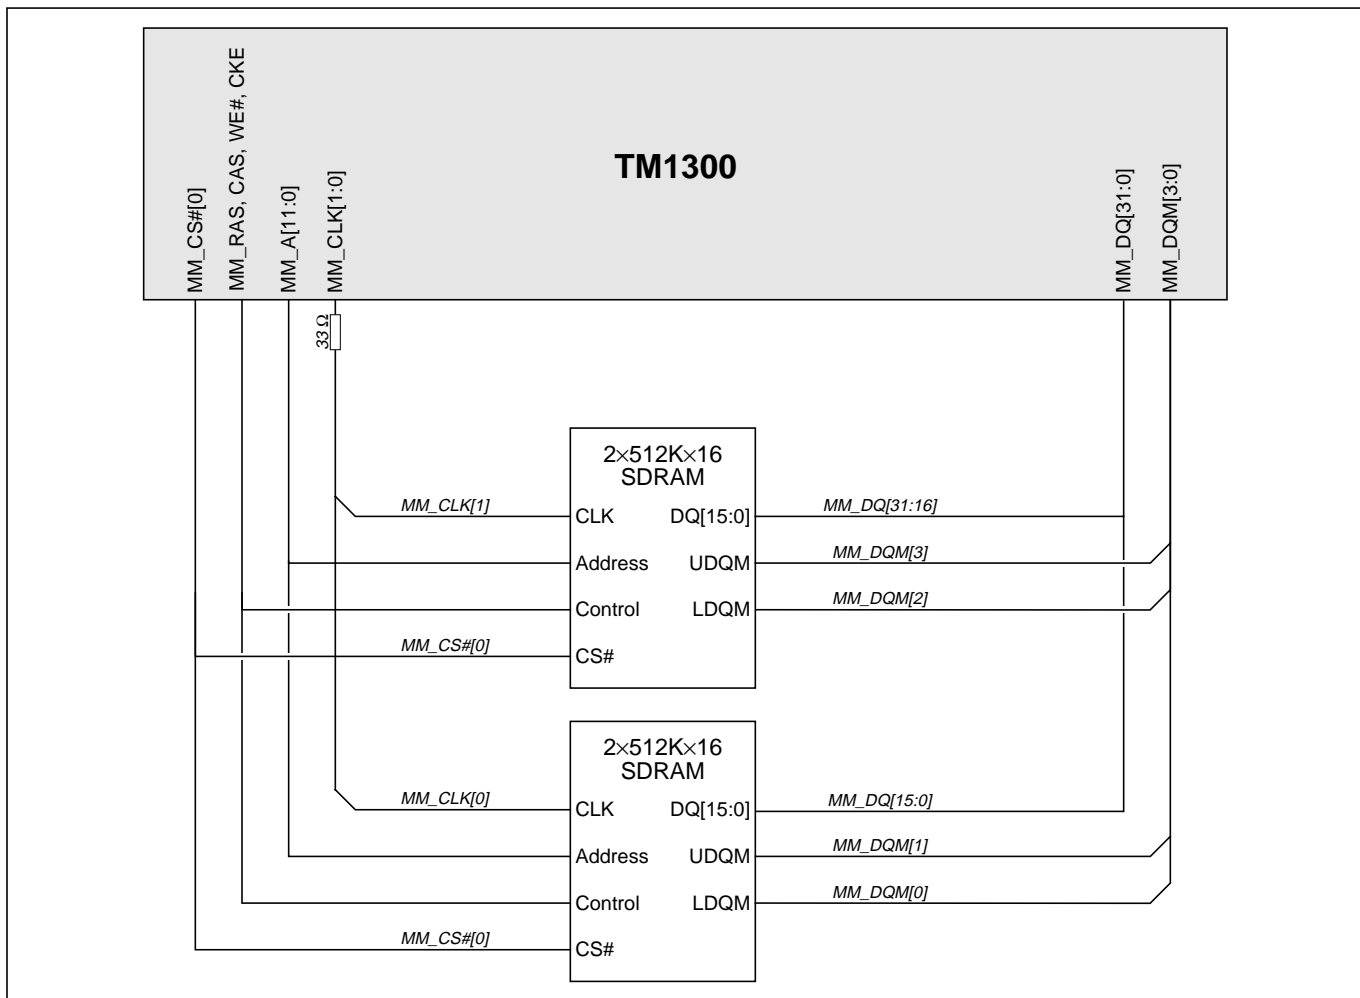 MM_CS#[0]
MM_RAS, CAS, WE#, CKE
MM_A[11:0]
MM_CLK[1:0]
TM1300
MM_DQ[31:0]
MM_DQM[3:0]
33 Ω
2×512K×16
SDRAM
MM_CLK[1]
CLK
DQ[15:0]
MM_DQ[31:16]
Address
UDQM
MM_DQM[3]
Control
LDQM
MM_DQM[2]
MM_CS#[0]
CS#
2×512K×16
SDRAM
MM_CLK[0]
CLK
DQ[15:0]
MM_DQ[15:0]
Address
UDQM
MM_DQM[1]
Control
LDQM
MM_DQM[0]
MM_CS#[0]
CS#